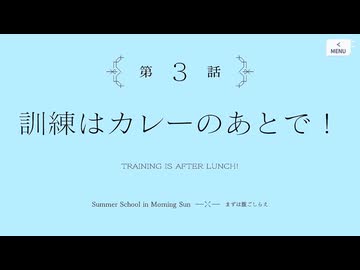 <
MENU
第 3 話
訓練はカレーのあとで！
TRAINING IS AFTER LUNCH!
Summer School in Morning Sun まずは腹ごしらえ